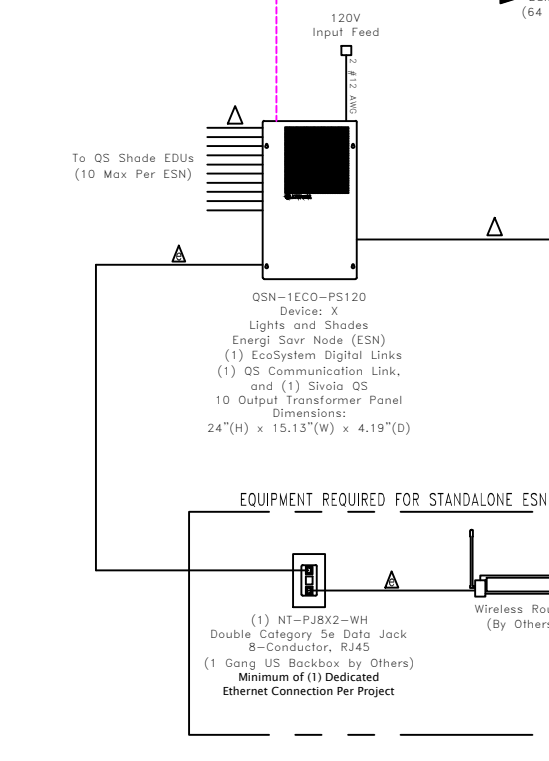 (64
120V
Input Feed
2 #12 AWG
To QS Shade EDUs
(10 Max Per ESN)
e
QSN-1ECO-PS120
Device: X
Lights and Shades
Energi Savr Node (ESN)
(1) EcoSystem Digital Links
(1) QS Communication Link,
and (1) Sivoia QS
10 Output Transformer Panel
Dimensions:
24"(H) x 15.13"(W) x 4.19"(D)
EQUIPMENT REQUIRED FOR STANDALONE ESN
e
Wireless Rou
(By Others
(1) NT-PJ8X2-WH
Double Category 5e Data Jack
8-Conductor, RJ45
(1 Gang US Backbox by Others)
Minimum of (1) Dedicated
Ethernet Connection Per Project